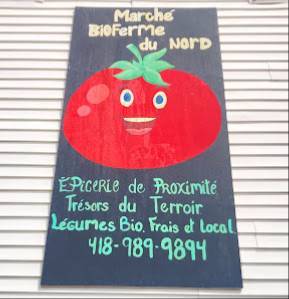 Marché
BIOFERME
du NORD
ÉPICERIE de Proximité
Trésors du Terroir
Légumes Bio, Frais et Local
418-989-9894